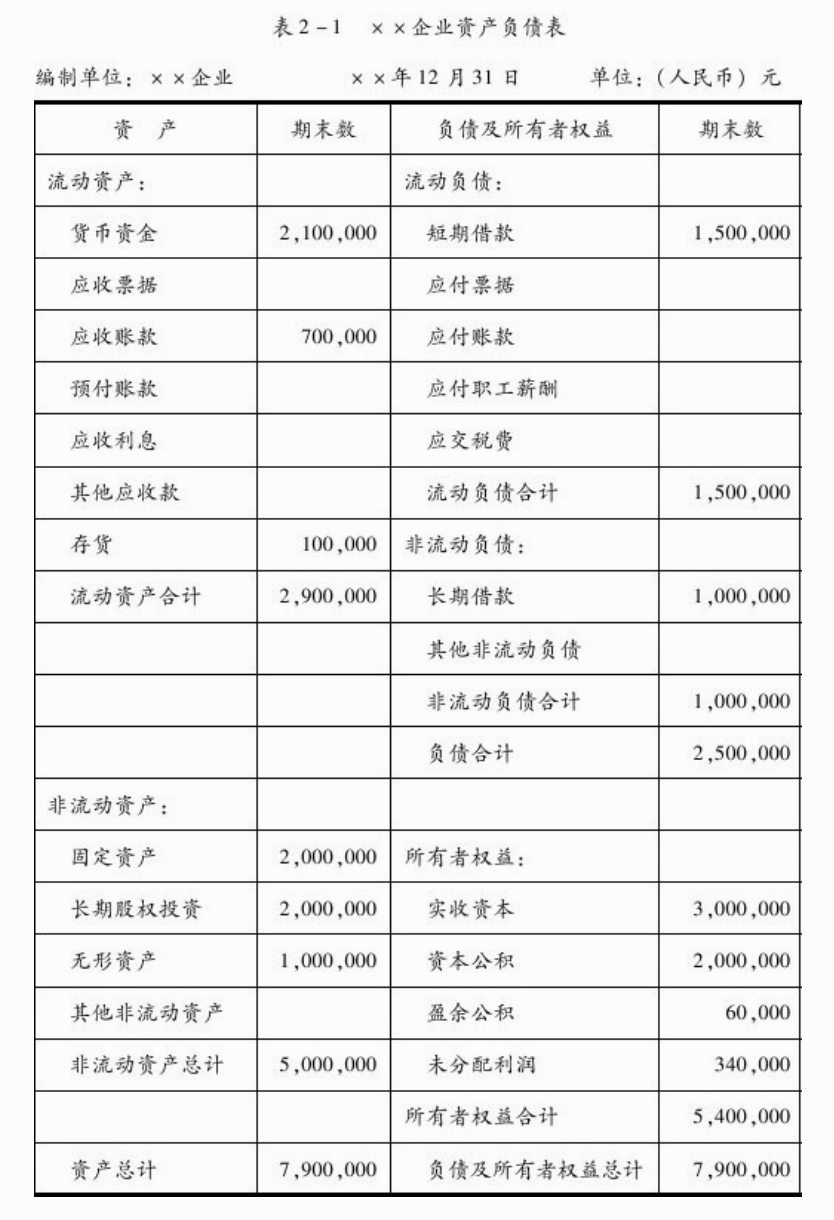 表2-1 ××企业资产负债表
编制单位：××企业 ××年12月31日 单位：(人民币)元
资 产 期末数 负债及所有者权益 期末数
流动资产： 流动负债：
货币资金 2,100,000 短期借款 1,500,000
应收票据 应付票据
应收账款 700,000 应付账款
预付账款 应付职工薪酬
应收利息 应交税费
其他应收款 流动负债合计 1,500,000
存货 100,000 非流动负债：
流动资产合计 2,900,000 长期借款 1,000,000
其他非流动负债
非流动负债合计 1,000,000
负债合计 2,500,000
非流动资产：
固定资产 2,000,000 所有者权益：
长期股权投资 2,000,000 实收资本 3,000,000
无形资产 1,000,000 资本公积 2,000,000
其他非流动资产 盈余公积 60,000
非流动资产总计 5,000,000 未分配利润 340,000
所有者权益合计 5,400,000
资产总计 7,900,000 负债及所有者权益总计 7,900,000